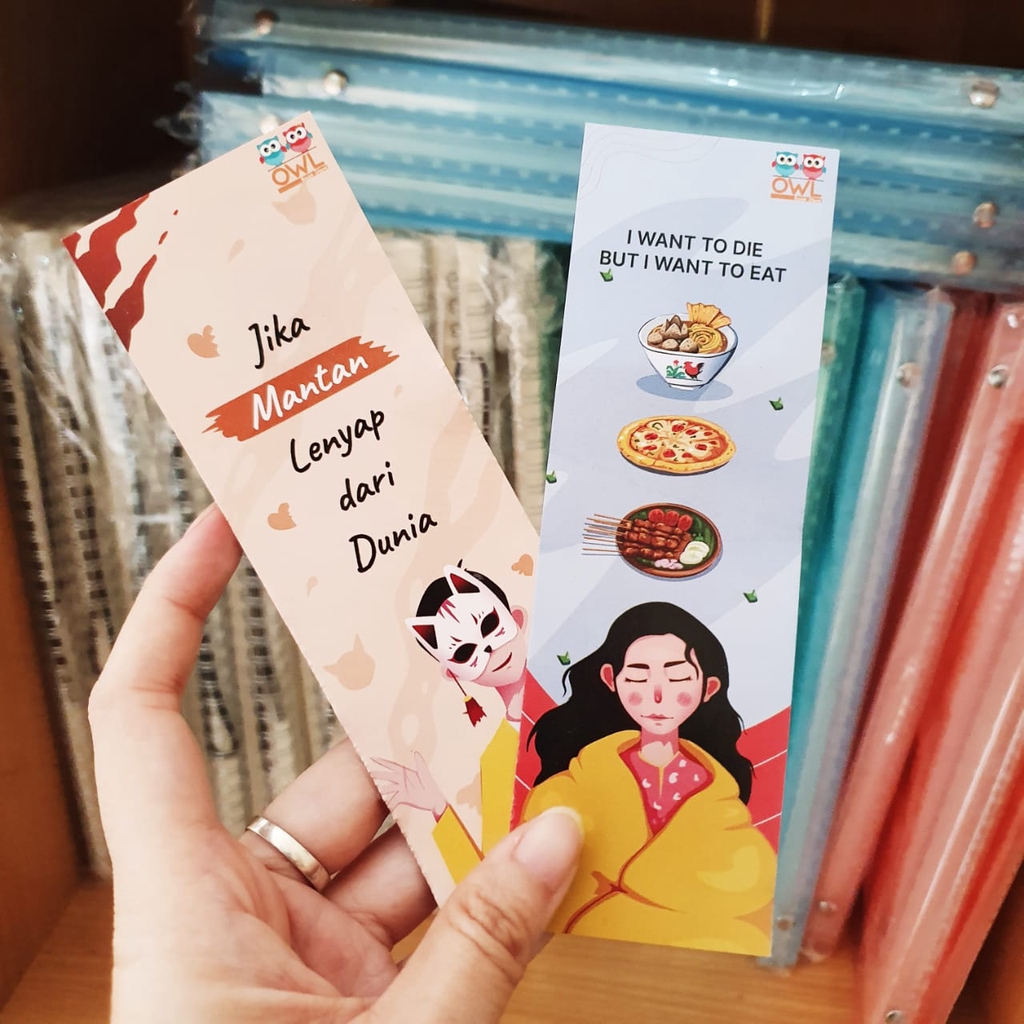 OWL
Jika
Mantan
Lenyap
dari
Dunia
OWL
I WANT TO DIE
BUT I WANT TO EAT